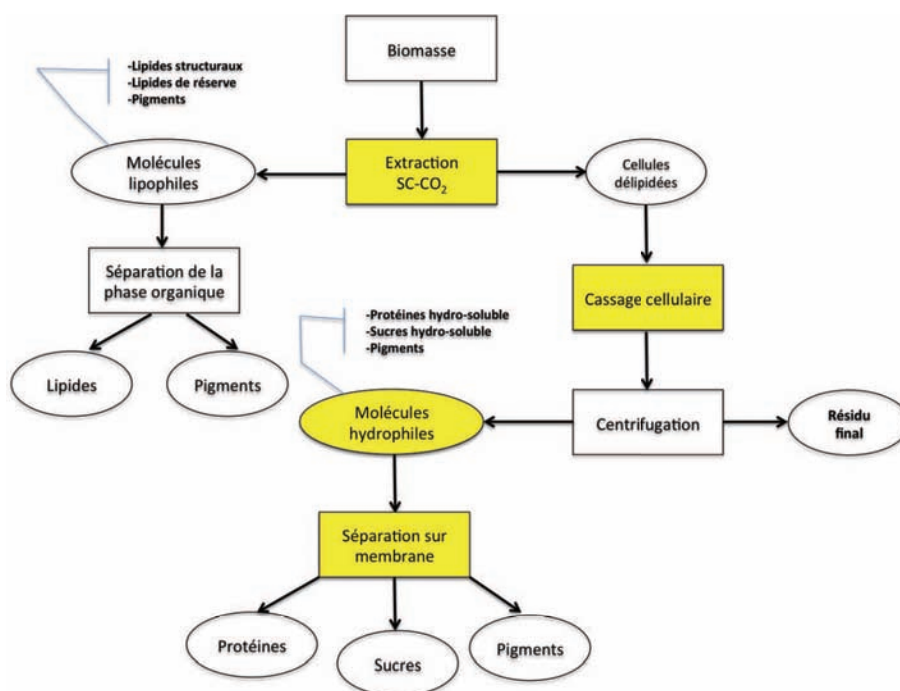 Biomasse
-Lipides structuraux
-Lipides de réserve
-Pigments
Molécules
lipophiles
Extraction
SC-CO₂
Cellules
délipidées
Séparation de la
phase organique
Cassage cellulaire
-Protéines hydro-soluble
-Sucres hydro-soluble
-Pigments
Lipides
Pigments
Molécules
hydrophiles
Centrifugation
Résidu
final
Séparation sur
membrane
Protéines
Sucres
Pigments